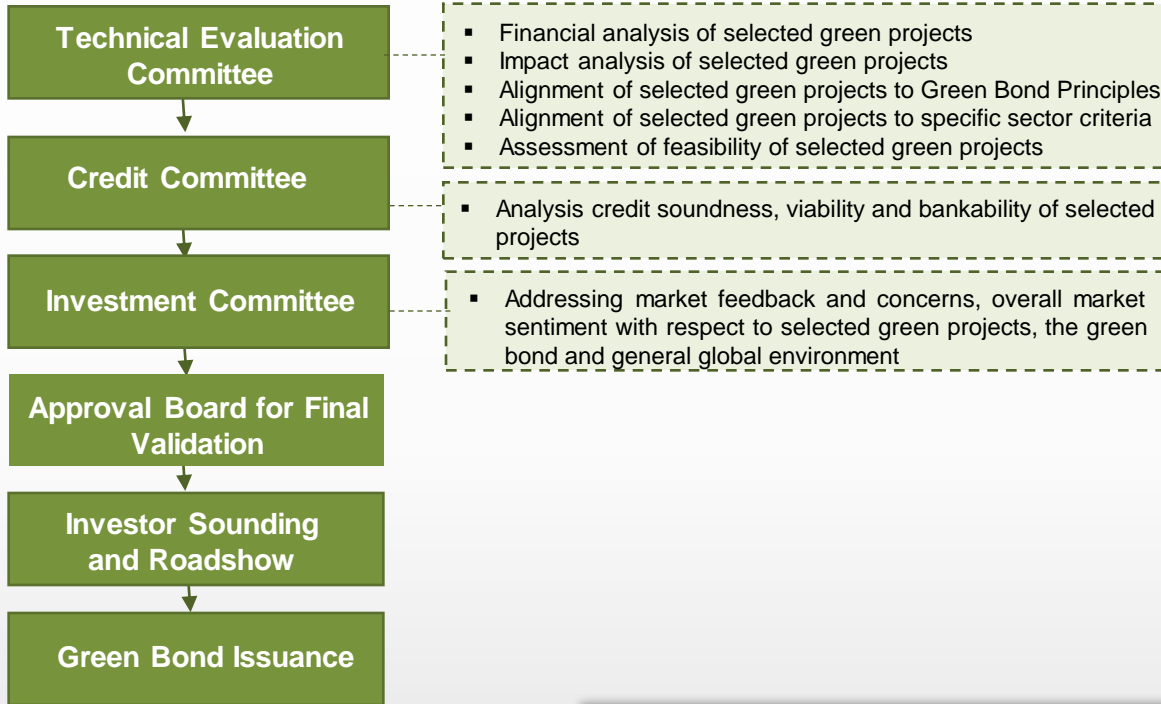 Technical Evaluation
Committee
▪ Financial analysis of selected green projects
▪ Impact analysis of selected green projects
▪ Alignment of selected green projects to Green Bond Principles
▪ Alignment of selected green projects to specific sector criteria
▪ Assessment of feasibility of selected green projects
Credit Committee
▪ Analysis credit soundness, viability and bankability of selected
projects
Investment Committee
▪ Addressing market feedback and concerns, overall market
sentiment with respect to selected green projects, the green
bond and general global environment
Approval Board for Final
Validation
Investor Sounding
and Roadshow
Green Bond Issuance